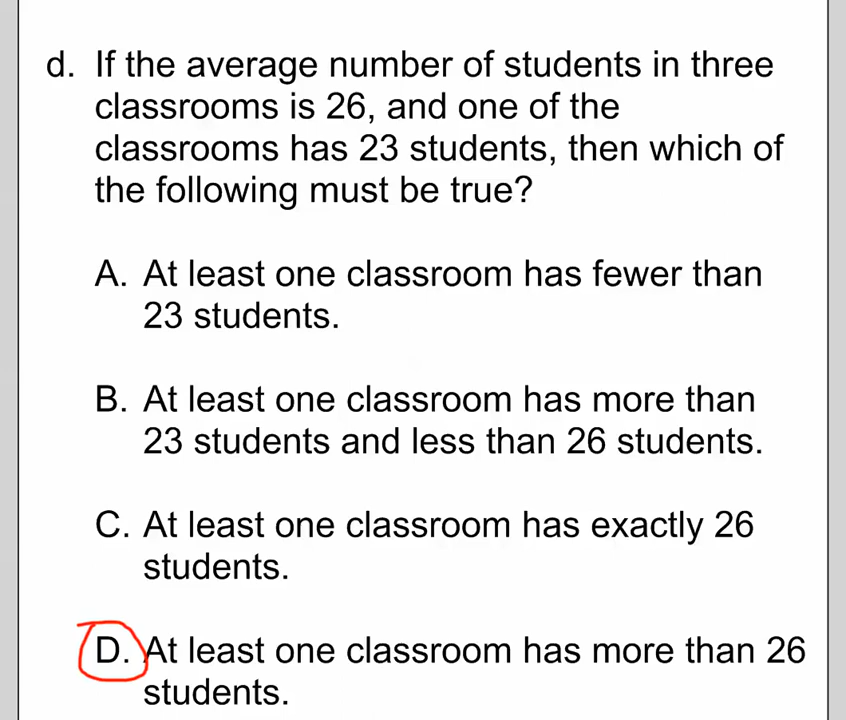 d. If the average number of students in three
classrooms is 26, and one of the
classrooms has 23 students, then which of
the following must be true?
A. At least one classroom has fewer than
23 students.
B. At least one classroom has more than
23 students and less than 26 students.
C. At least one classroom has exactly 26
students.
D. At least one classroom has more than 26
students.